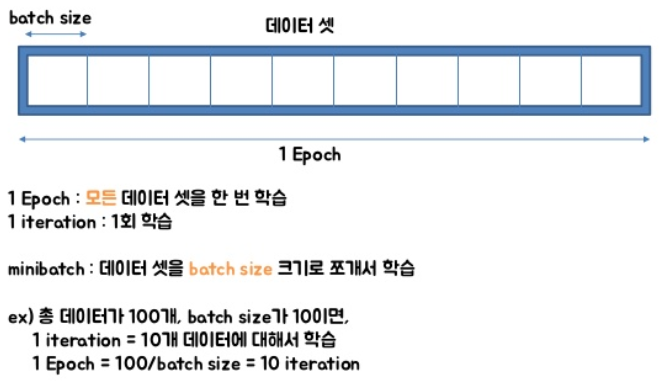 batch size
데이터 셋
1 Epoch
1 Epoch : 모든 데이터 셋을 한 번 학습
1 iteration : 1회 학습
minibatch : 데이터 셋을 batch size 크기로 쪼개서 학습
ex) 총 데이터가 100개, batch size가 10이면,
1 iteration = 10개 데이터에 대해서 학습
1 Epoch = 100/batch size = 10 iteration